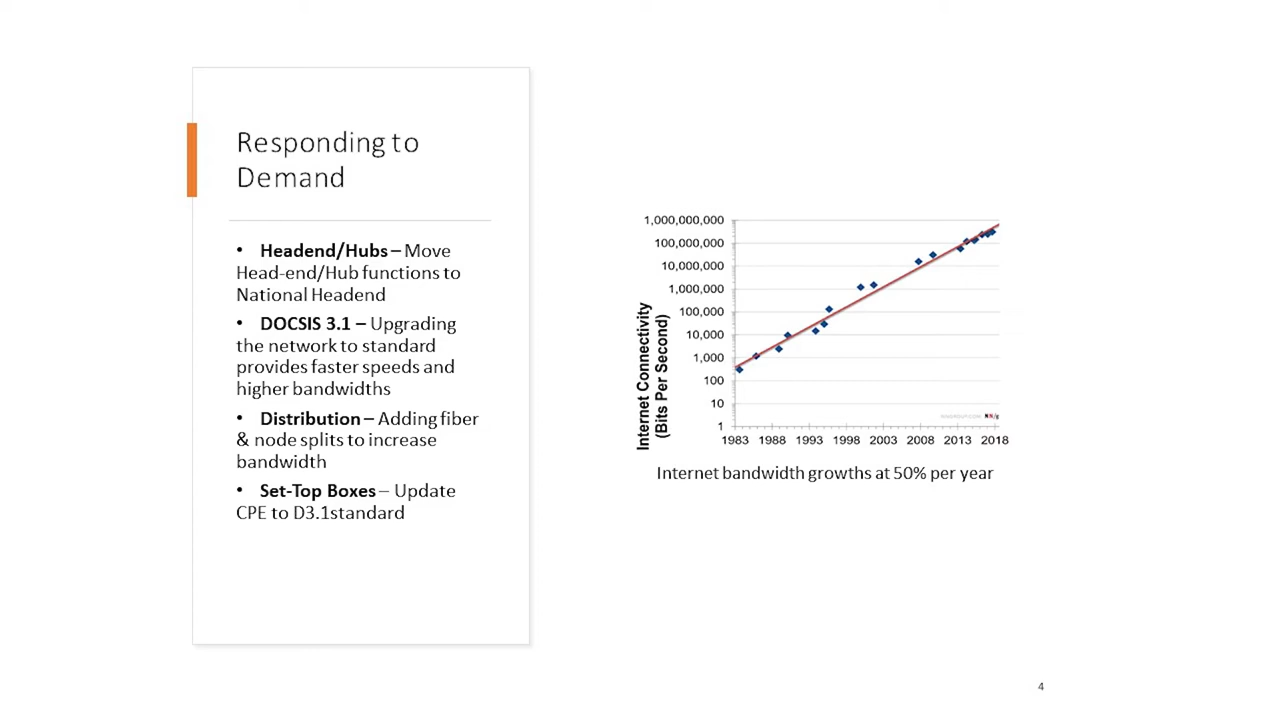 Responding to
Demand
• Headend/Hubs – Move
Head-end/Hub functions to
National Headend
• DOCSIS 3.1 – Upgrading
the network to standard
provides faster speeds and
higher bandwidths
• Distribution – Adding fiber
& node splits to increase
bandwidth
• Set-Top Boxes – Update
CPE to D3.1standard
Internet Connectivity
(Bits Per Second)
1,000,000,000
100,000,000
10,000,000
1,000,000
100,000
10,000
1,000
100
10
1
NNGROUP.COM NN/g
1983 1988 1993 1998 2003 2008 2013 2018
Internet bandwidth growths at 50% per year
4